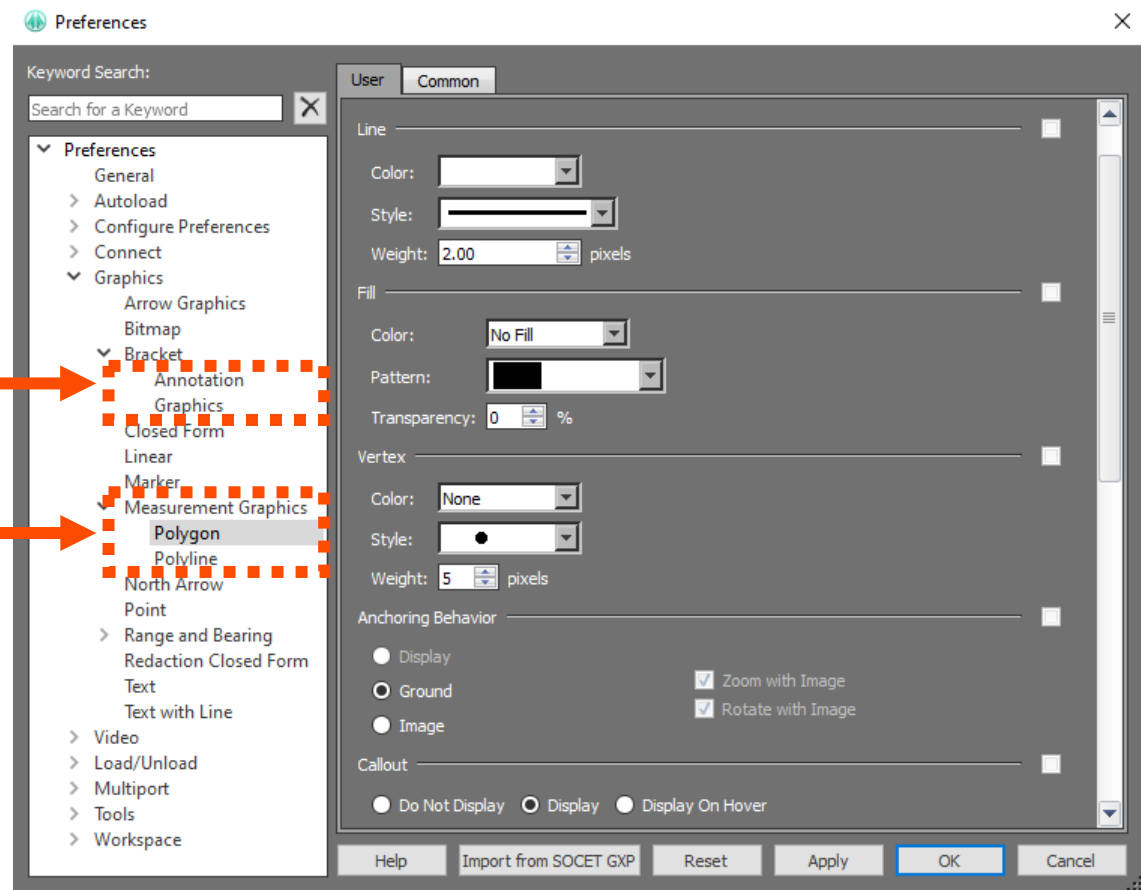 Preferences
Keyword Search:
Search for a Keyword
Preferences
General
Autoload
Configure Preferences
Connect
Graphics
Arrow Graphics
Bitmap
Bracket
Annotation
Graphics
Closed Form
Linear
Marker
Measurement Graphics
Polygon
Polyline
North Arrow
Point
Range and Bearing
Redaction Closed Form
Text
Text with Line
Video
Load/Unload
Multiport
Tools
Workspace
User Common
Line
Color:
Style:
Weight: 2.00 pixels
Fill
Color: No Fill
Pattern:
Transparency: 0 %
Vertex
Color: None
Style:
Weight: 5 pixels
Anchoring Behavior
Display
Ground
Image
Zoom with Image
Rotate with Image
Callout
Do Not Display Display Display On Hover
Help Import from SOCET GXP Reset Apply OK Cancel